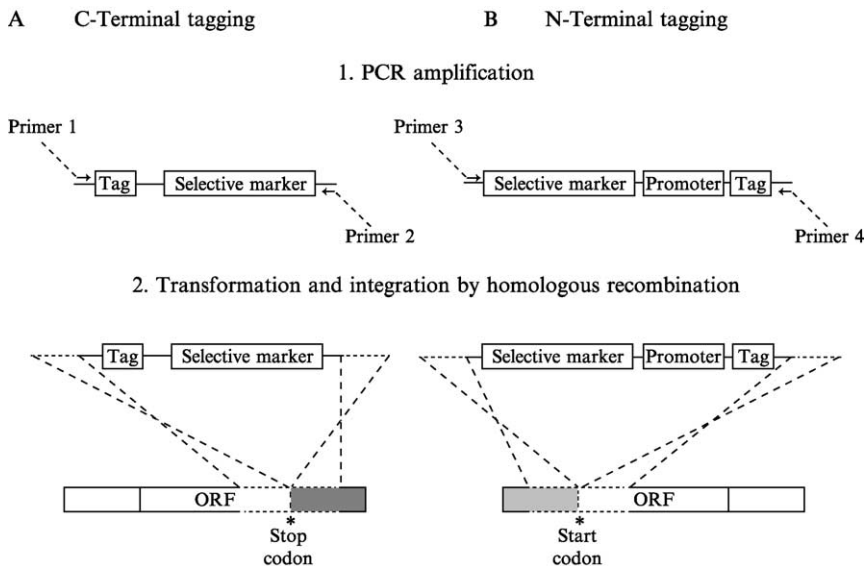 A C-Terminal tagging B N-Terminal tagging
1. PCR amplification
Primer 1 Primer 3
Tag Selective marker Selective marker Promoter Tag
Primer 2 Primer 4
2. Transformation and integration by homologous recombination
Tag Selective marker Selective marker Promoter Tag
ORF ORF
* *
Stop Start
codon codon